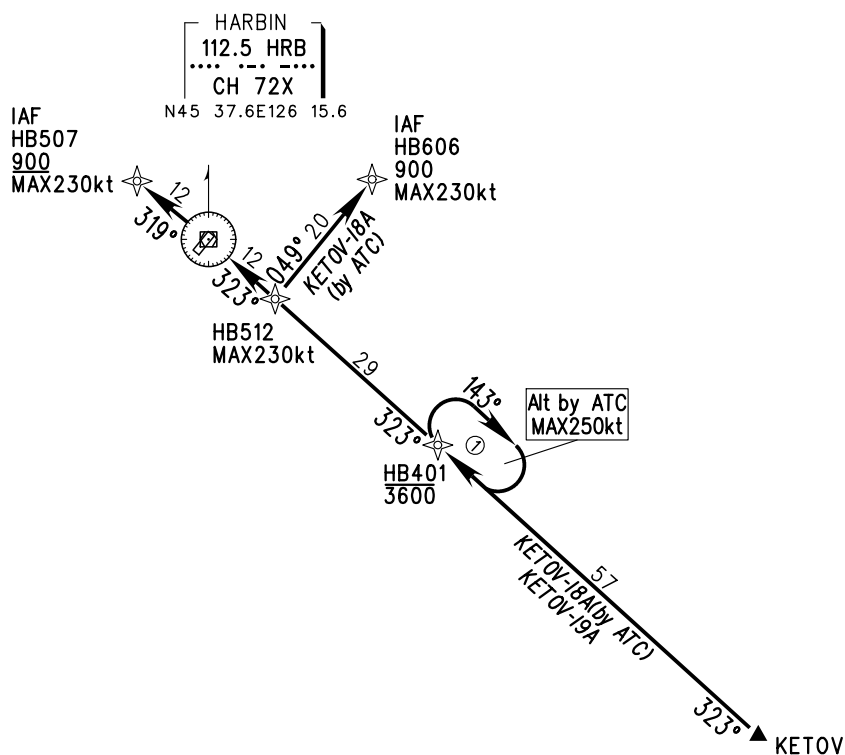 HARBIN
112.5 HRB
CH 72X
N45 37.6E126 15.6
IAF
HB507
900
MAX230kt
IAF
HB606
900
MAX230kt
12
319°
12
323°
049° 20
KETOV-18A
(by ATC)
HB512
MAX230kt
29
323°
143°
1
Alt by ATC
MAX250kt
HB401
3600
57
KETOV-18A(by ATC)
KETOV-19A
323°
KETOV